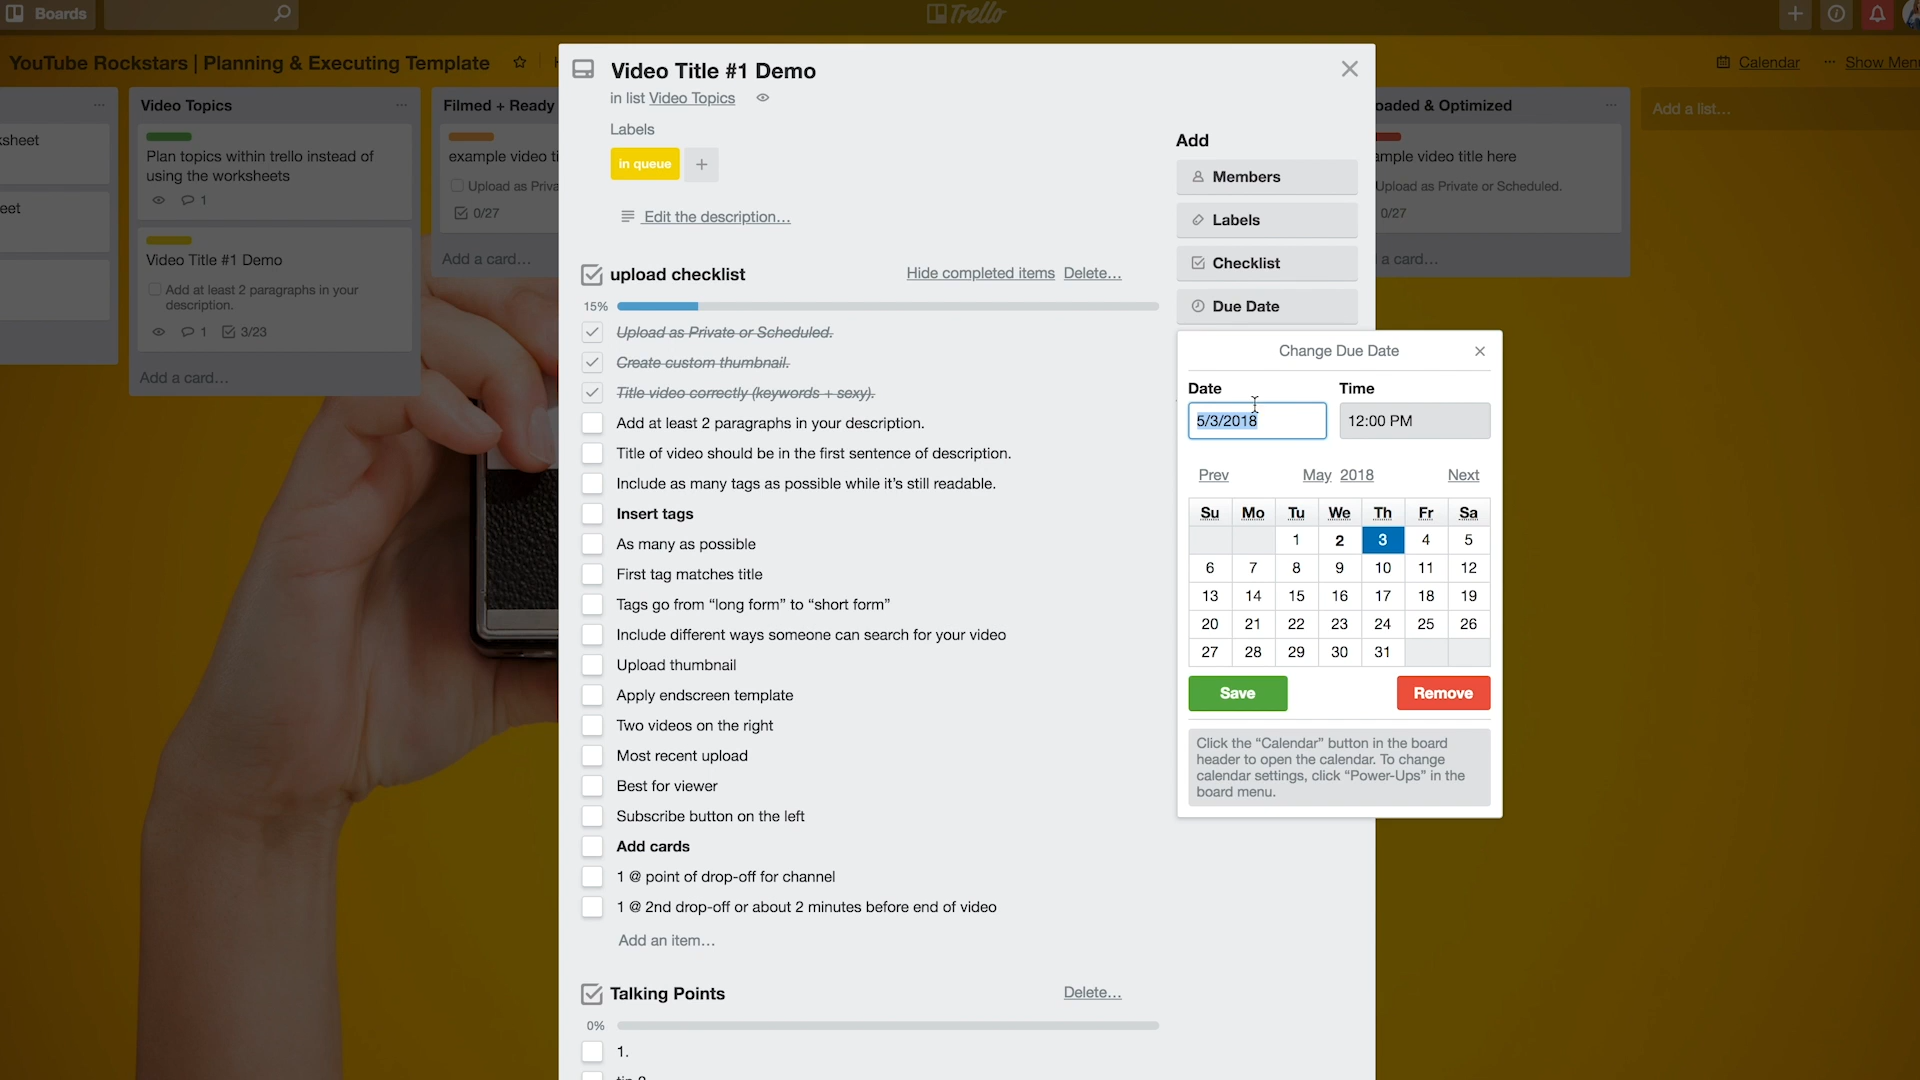 Boards
Trello
YouTube Rockstars | Planning & Executing Template
Calendar
··· Show Menu
sheet
eet
Video Topics
Plan topics within trello instead of
using the worksheets
1
Video Title #1 Demo
Add at least 2 paragraphs in your
description.
1
3/23
Add a card…
Filmed + Ready
example video ti
Upload as Priva
0/27
Add a card…
Video Title #1 Demo
in list Video Topics
Labels
in queue
Edit the description…
upload checklist
Hide completed items
Delete…
15%
Upload as Private or Scheduled.
Create custom thumbnail.
Title video correctly (keywords + sexy).
Add at least 2 paragraphs in your description.
Title of video should be in the first sentence of description.
Include as many tags as possible while it’s still readable.
Insert tags
As many as possible
First tag matches title
Tags go from “long form” to “short form”
Include different ways someone can search for your video
Upload thumbnail
Apply endscreen template
Two videos on the right
Most recent upload
Best for viewer
Subscribe button on the left
Add cards
1 @ point of drop-off for channel
1 @ 2nd drop-off or about 2 minutes before end of video
Add an item…
Talking Points
Delete…
0%
1.
Add
Members
Labels
Checklist
Due Date
Change Due Date
Date
Time
5/3/2018
12:00 PM
Prev
May 2018
Next
Su Mo Tu We Th Fr Sa
1 2 3 4 5
6 7 8 9 10 11 12
13 14 15 16 17 18 19
20 21 22 23 24 25 26
27 28 29 30 31
Save
Remove
Click the “Calendar” button in the board
header to open the calendar. To change
calendar settings, click “Power-Ups” in the
board menu.
oaded & Optimized
ample video title here
Upload as Private or Scheduled.
0/27
a card…
Add a list…